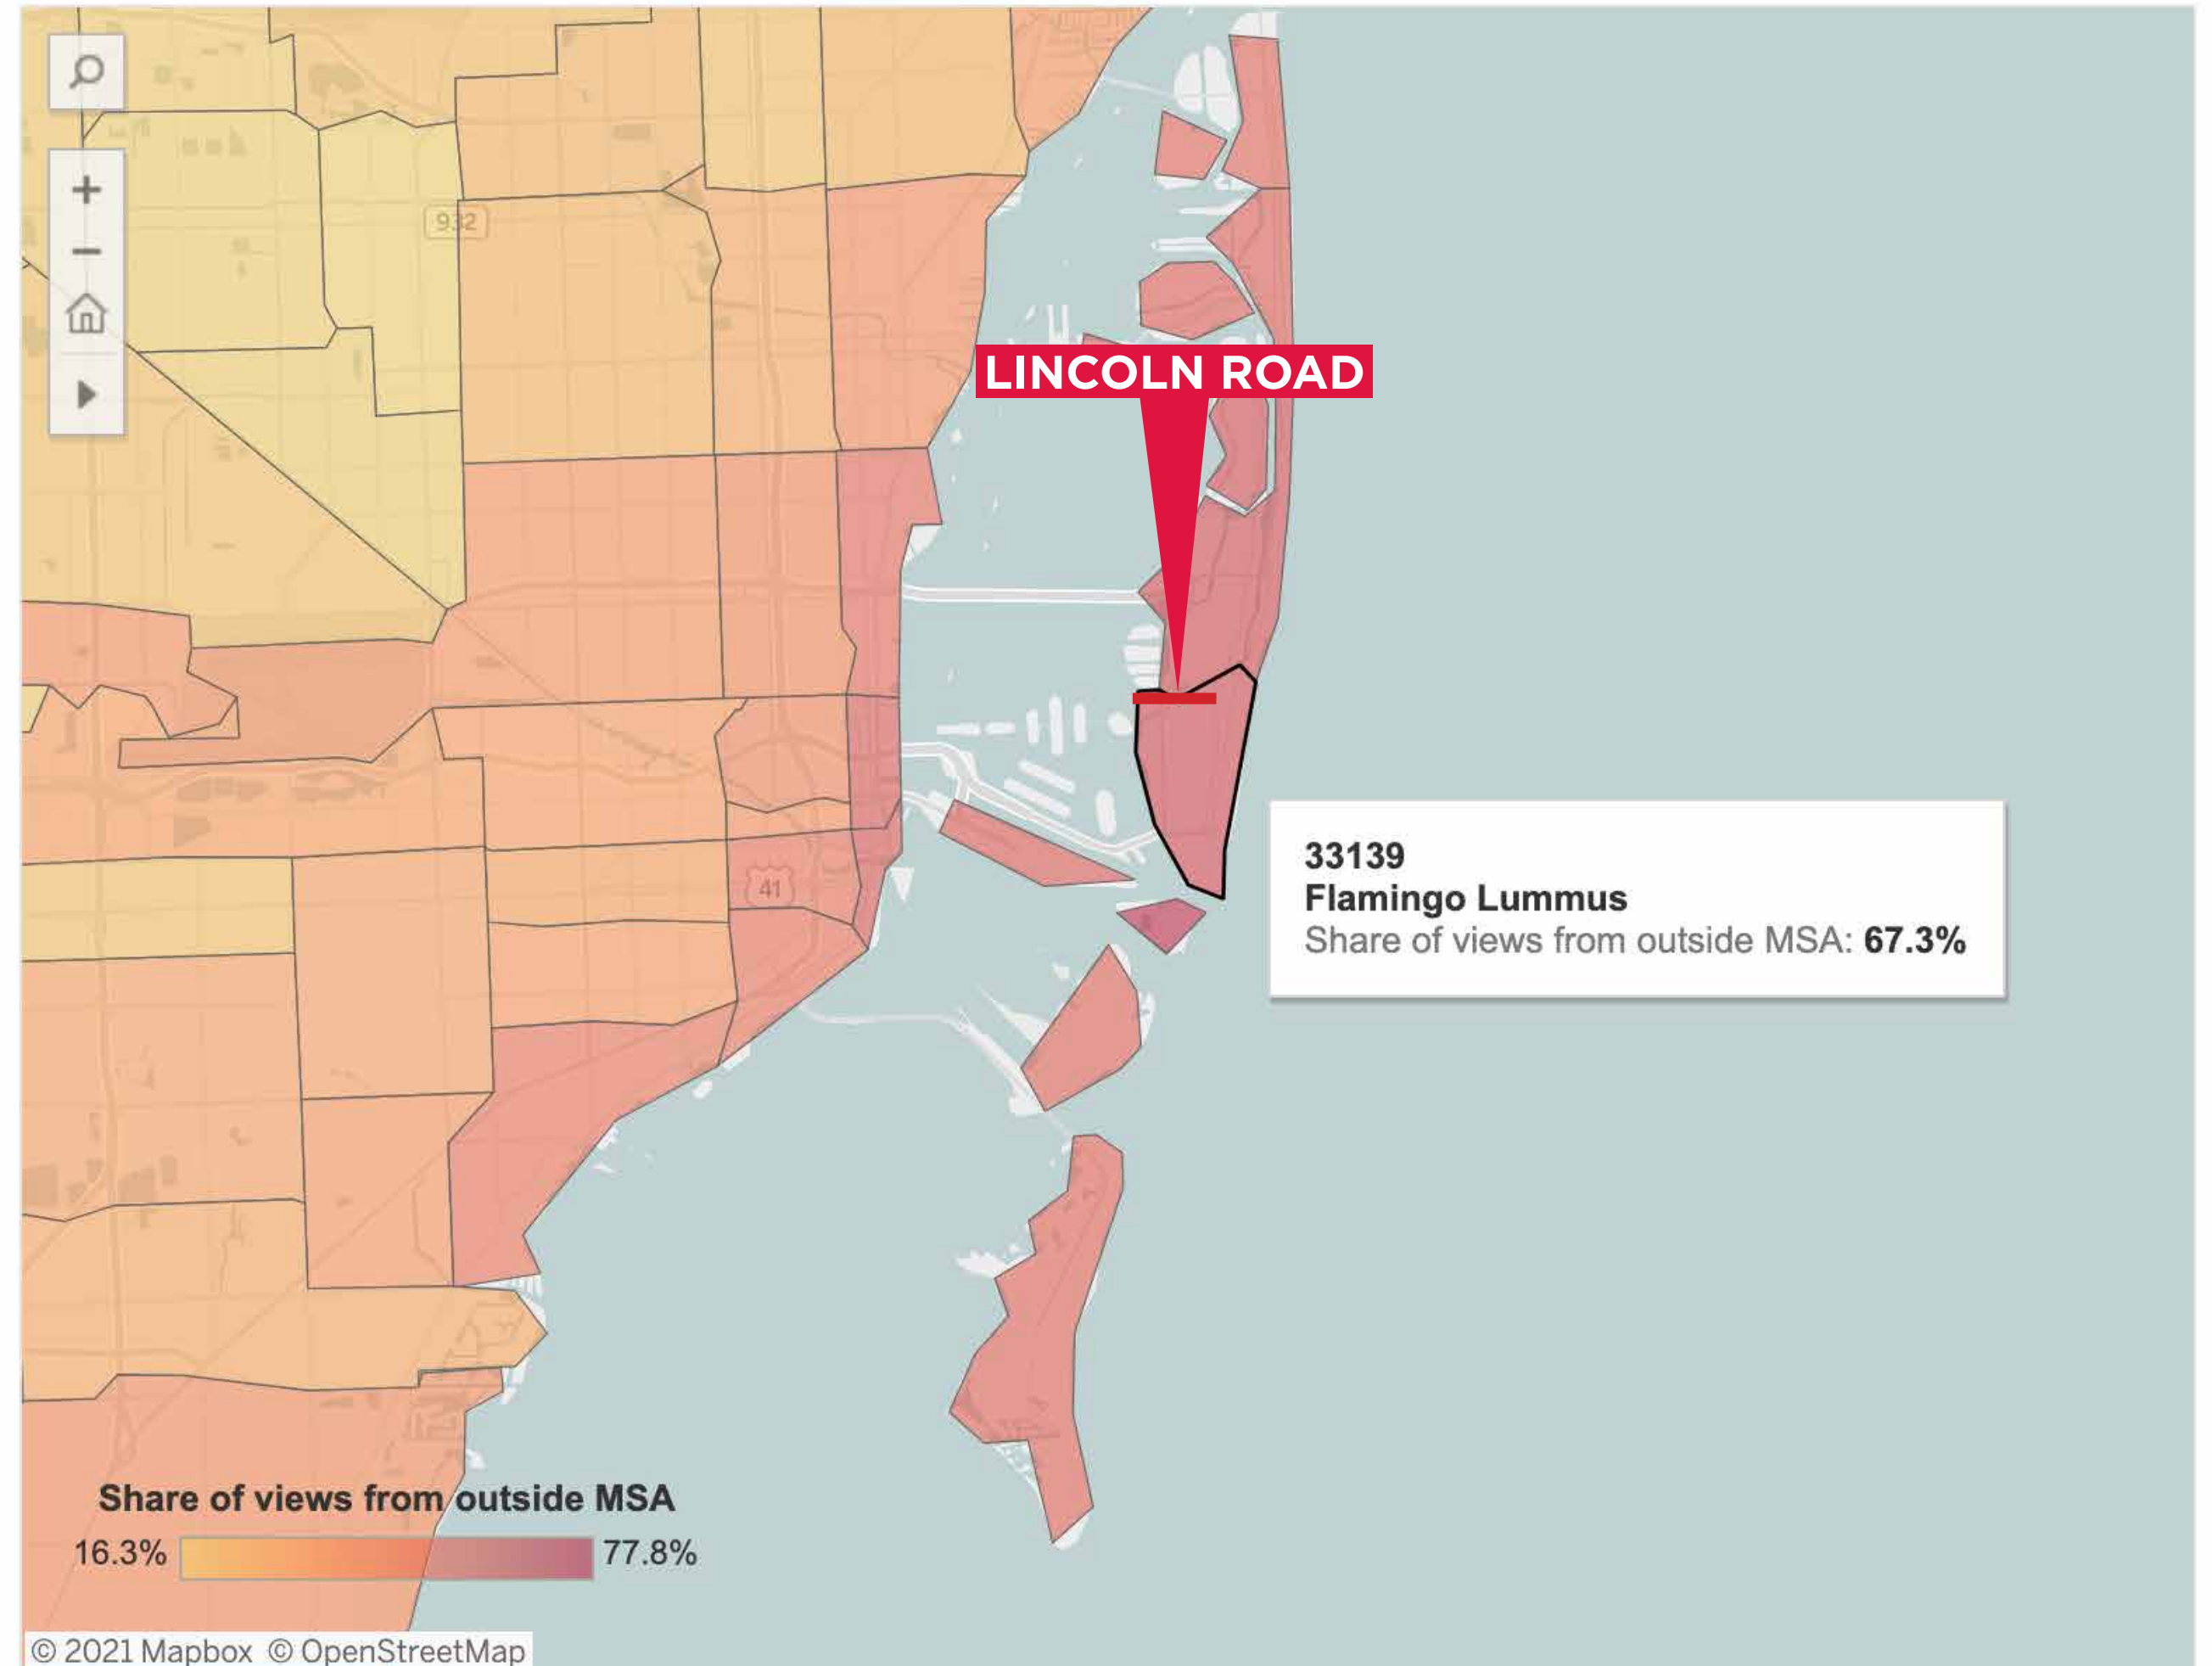 932
LINCOLN ROAD
41
33139
Flamingo Lummus
Share of views from outside MSA: 67.3%
Share of views from outside MSA
16.3% 77.8%
© 2021 Mapbox © OpenStreetMap